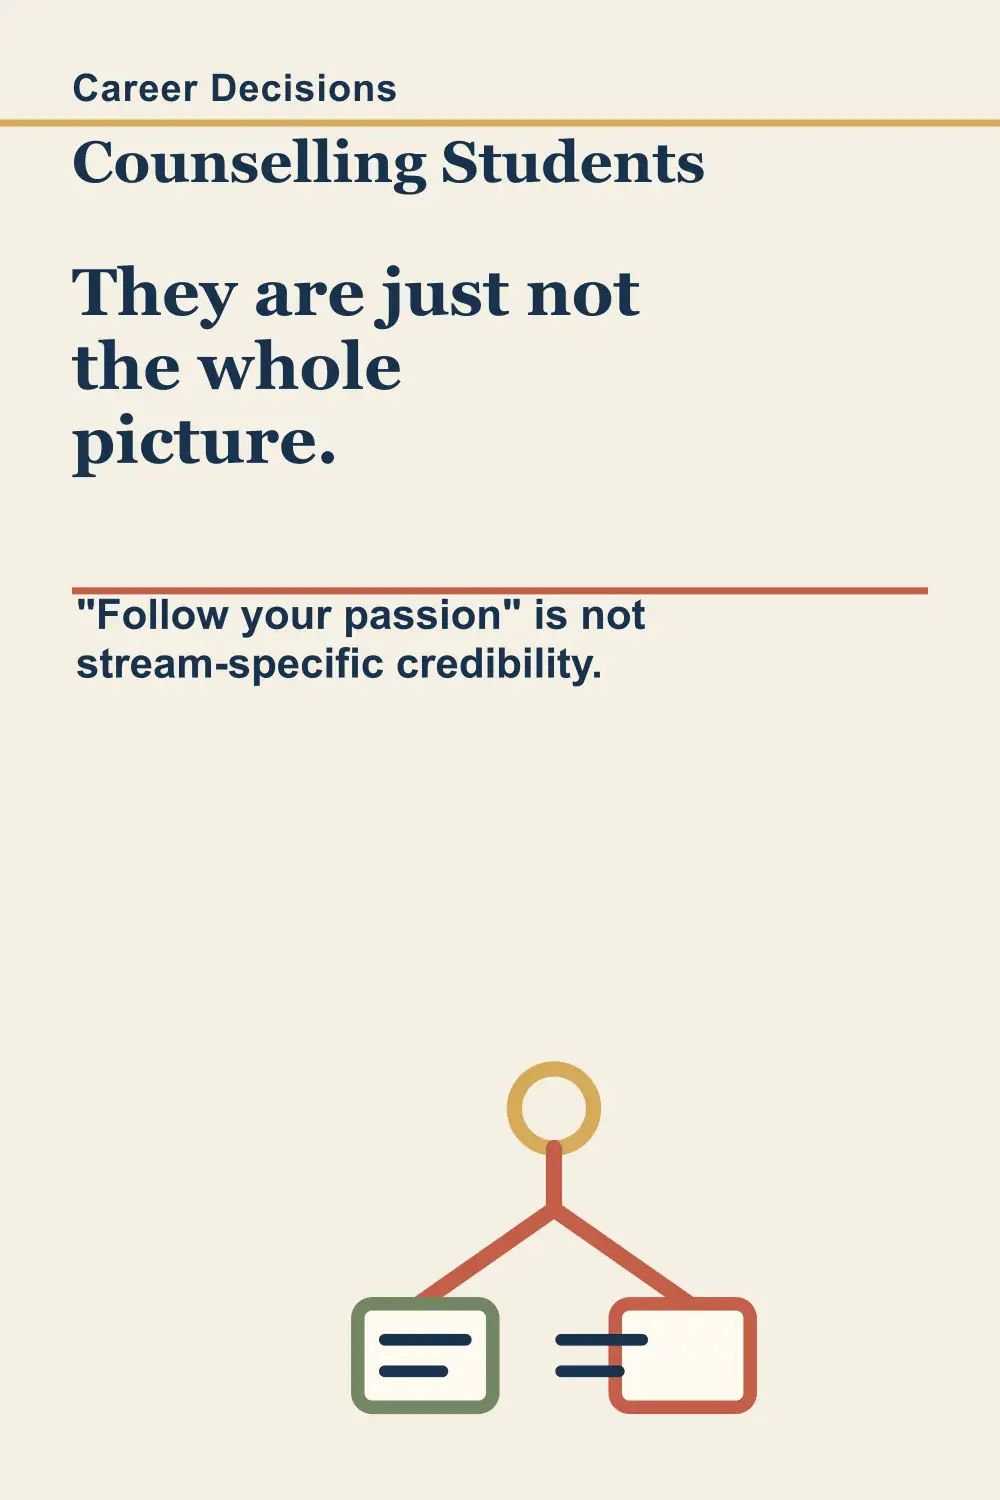 Career Decisions
Counselling Students
They are just not
the whole
picture.
"Follow your passion" is not
stream-specific credibility.